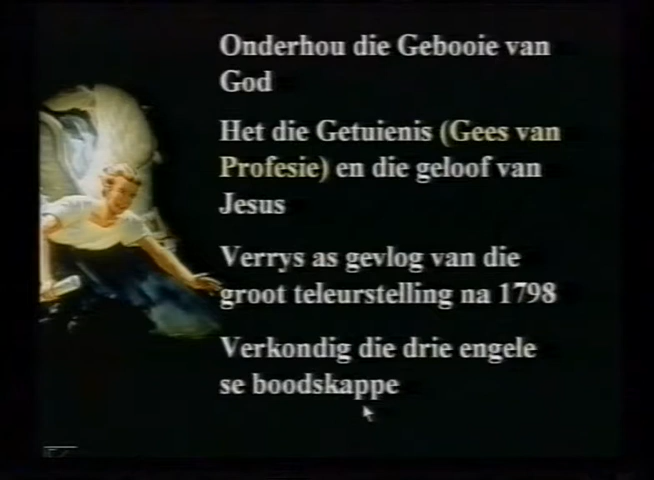 Onderhou die Gebooie van
God
Het die Getuienis (Gees van
Profesie) en die geloof van
Jesus
Verrys as gevlog van die
groot teleurstelling na 1798
Verkondig die drie engele
se boodskappe